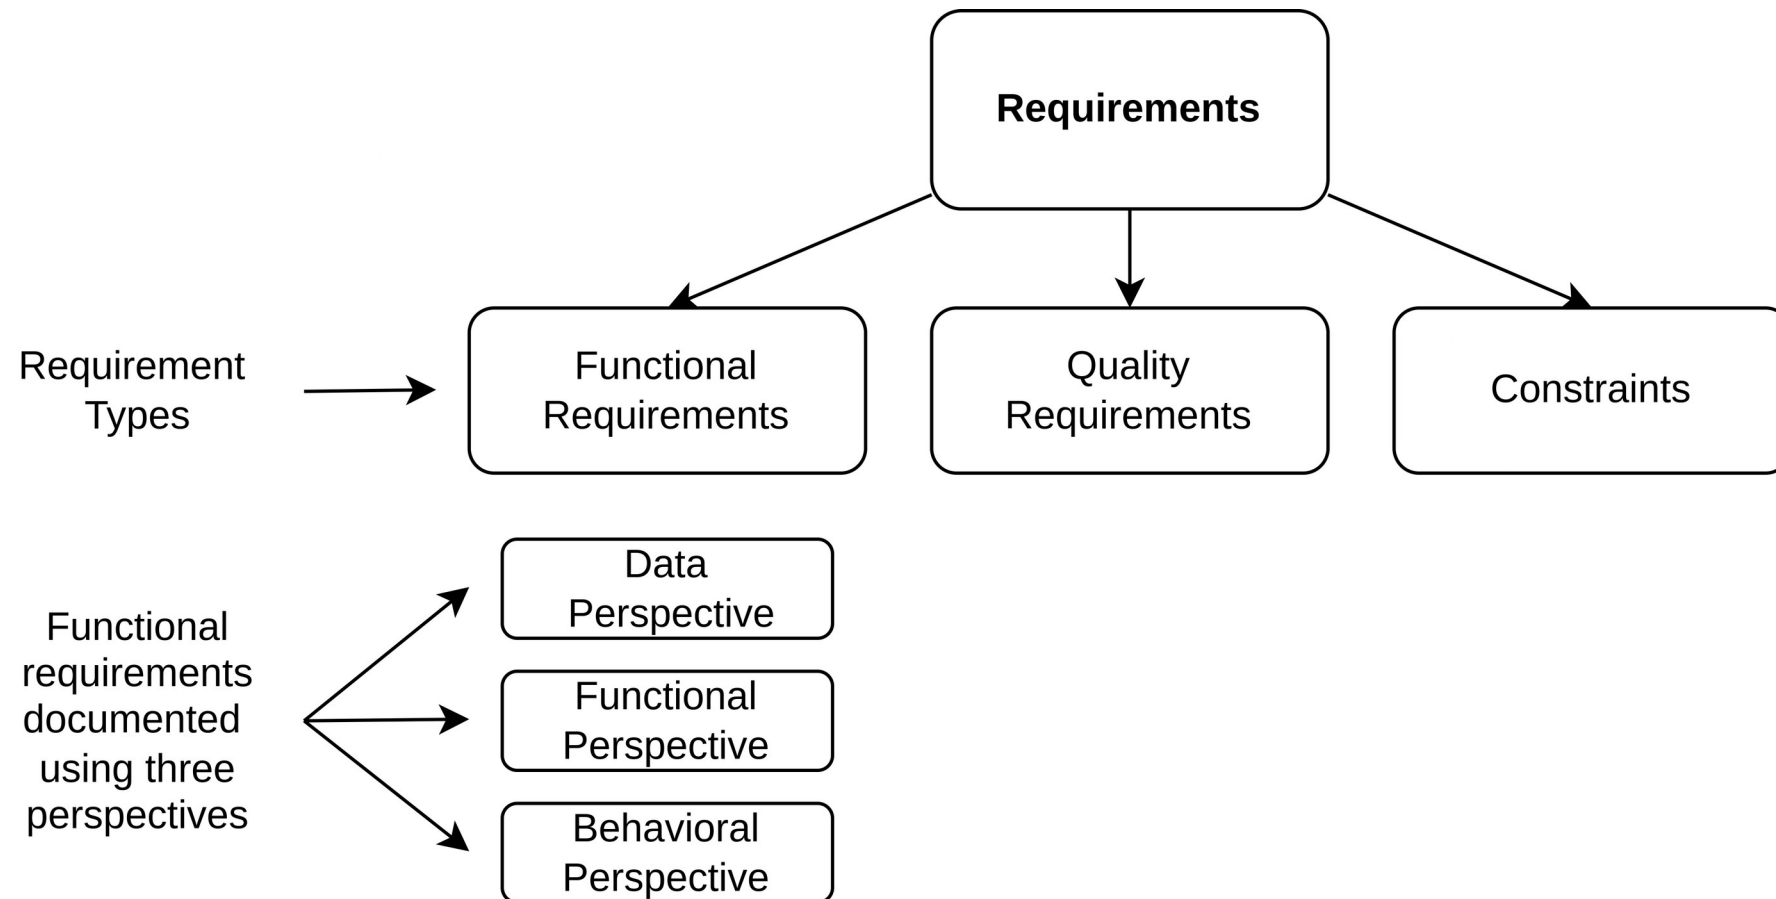 Requirements
Requirement
Types
Functional
Requirements
Quality
Requirements
Constraints
Functional
requirements
documented
using three
perspectives
Data
Perspective
Functional
Perspective
Behavioral
Perspective